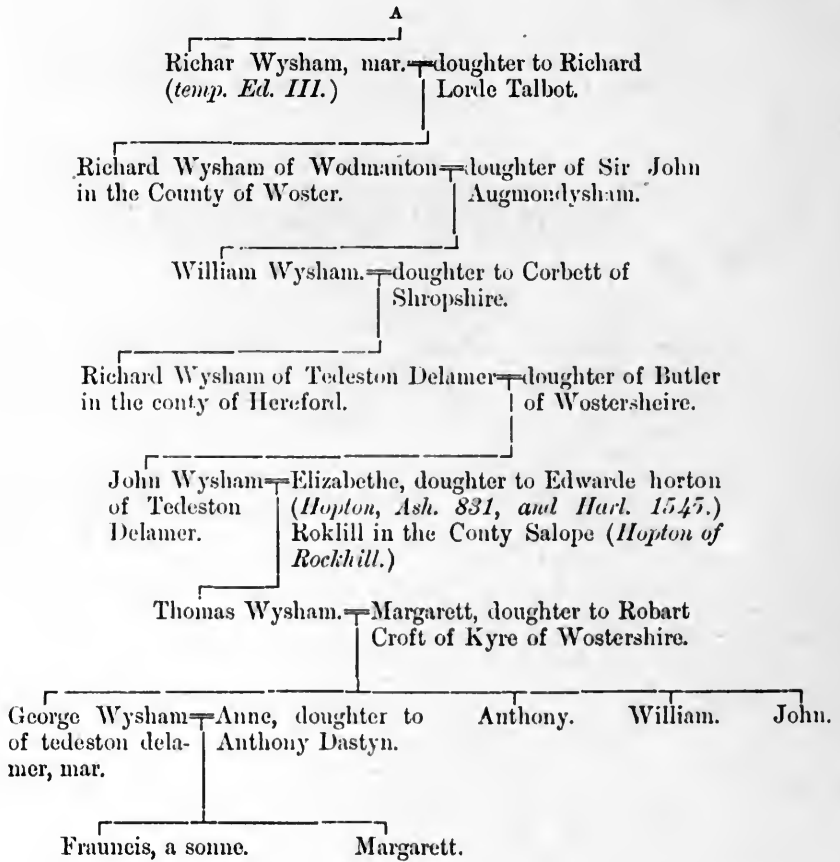 A
Richar Wysham, mar.
(temp. Ed. III.)
doughter to Richard
Lorde Talbot.
Richard Wysham of Wodmanton
in the County of Woster.
doughter of Sir John
Augmondysham.
William Wysham.
doughter to Corbett of
Shropshire.
Richard Wysham of Tedeston Delamer
in the conty of Hereford.
doughter of Butler
of Wostersheire.
John Wysham
of Tedeston
Delamer.
Elizabethe, doughter to Edwarde horton
(Hopton, Ash. 831, and Harl. 1545.)
Roklill in the Conty Salope (Hopton of
Rockhill.)
Thomas Wysham.
Margarett, doughter to Robart
Croft of Kyre of Wostershire.
George Wysham
of tedeston dela-
mer, mar.
Anne, doughter to
Anthony Dastyn.
Anthony.
William.
John.
Frauncis, a sonne.
Margarett.